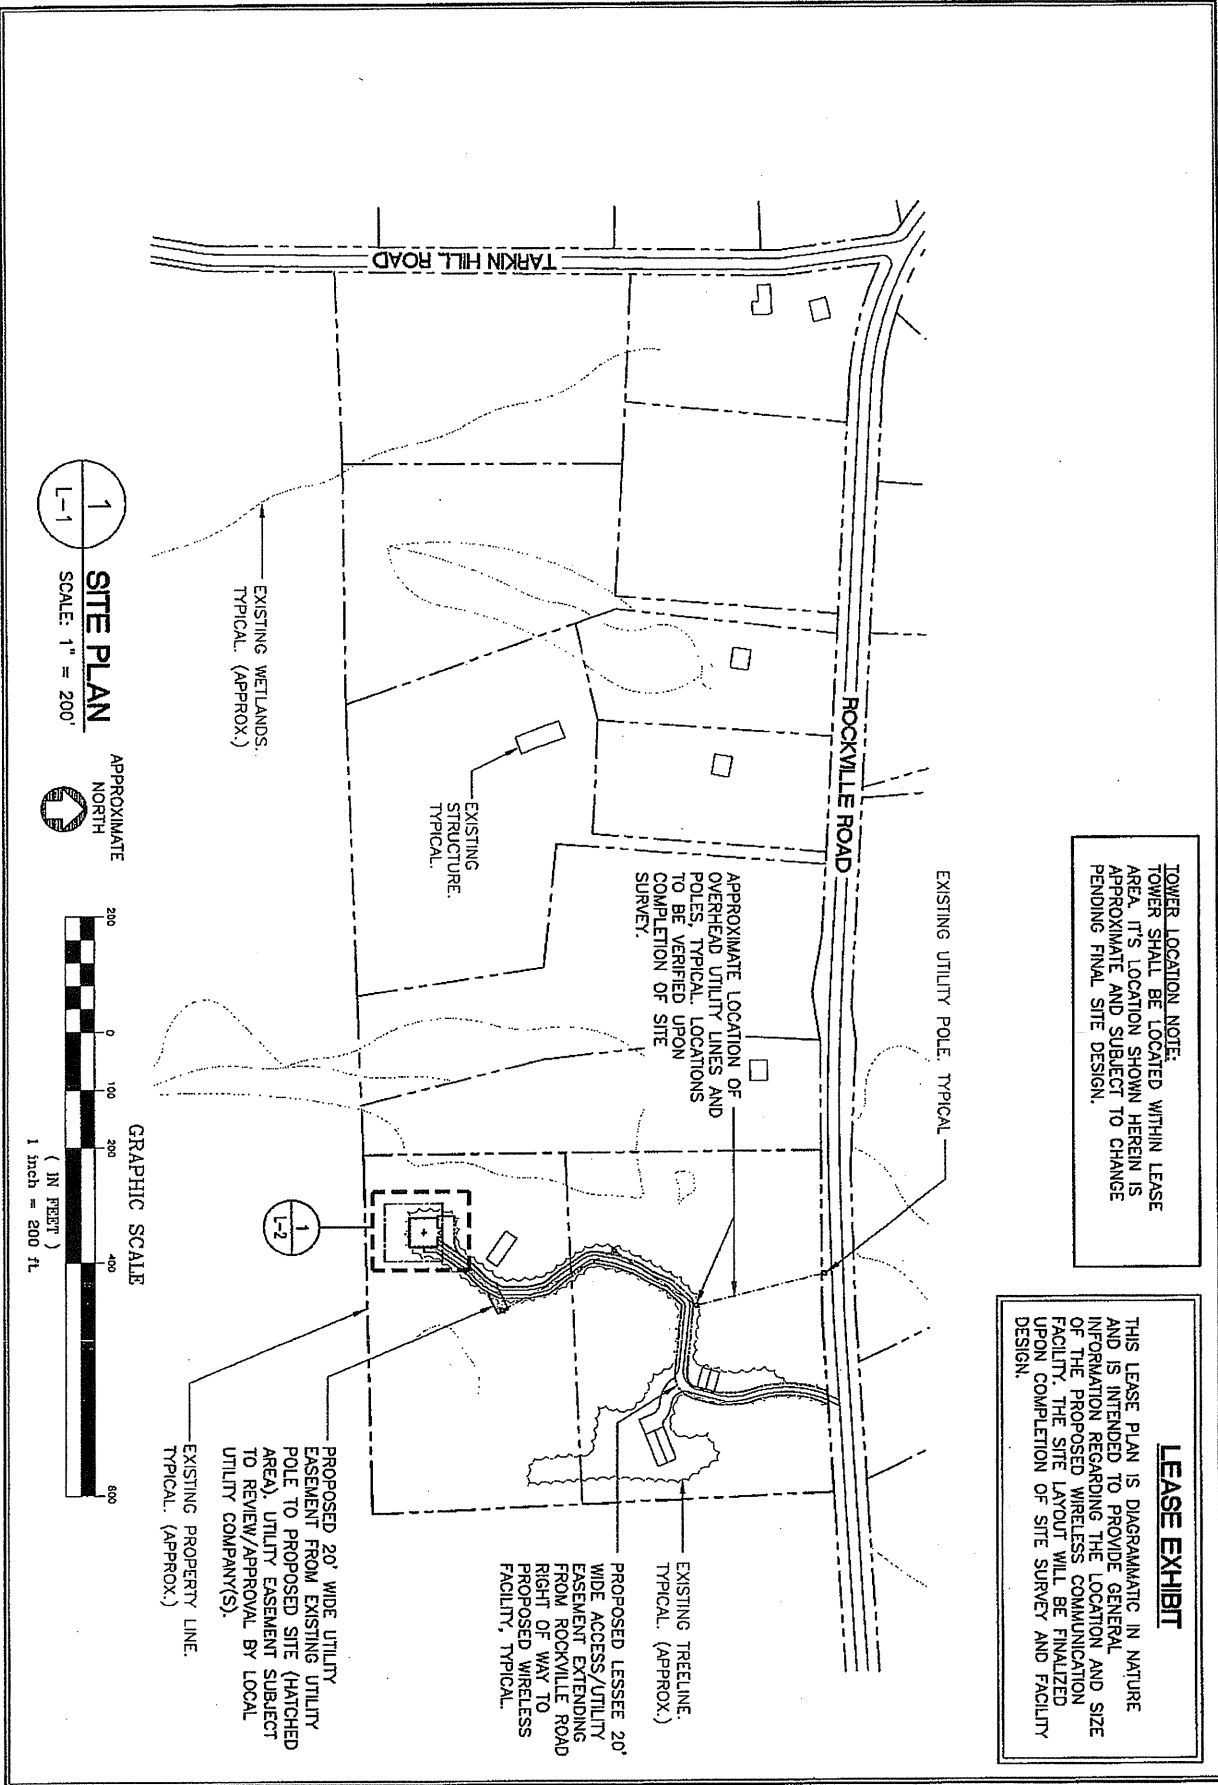 LEASE EXHIBIT
THIS LEASE PLAN IS DIAGRAMMATIC IN NATURE
AND IS INTENDED TO PROVIDE GENERAL
INFORMATION REGARDING THE LOCATION AND SIZE
OF THE PROPOSED WIRELESS COMMUNICATION
FACILITY. THE SITE LAYOUT WILL BE FINALIZED
UPON COMPLETION OF SITE SURVEY AND FACILITY
DESIGN.
TOWER LOCATION NOTE:
TOWER SHALL BE LOCATED WITHIN LEASE
AREA. IT'S LOCATION SHOWN HEREIN IS
APPROXIMATE AND SUBJECT TO CHANGE
PENDING FINAL SITE DESIGN.
EXISTING UTILITY POLE. TYPICAL
ROCKVILLE ROAD
TARKIN HILL ROAD
APPROXIMATE LOCATION OF
OVERHEAD UTILITY LINES AND
POLES, TYPICAL. LOCATIONS
TO BE VERIFIED UPON
COMPLETION OF SITE
SURVEY.
EXISTING TREELINE.
TYPICAL. (APPROX.)
PROPOSED LESSEE 20'
WIDE ACCESS/UTILITY
EASEMENT EXTENDING
FROM ROCKVILLE ROAD
RIGHT OF WAY TO
PROPOSED WIRELESS
FACILITY, TYPICAL.
EXISTING
STRUCTURE.
TYPICAL.
EXISTING WETLANDS.
TYPICAL. (APPROX.)
1
L-2
PROPOSED 20' WIDE UTILITY
EASEMENT FROM EXISTING UTILITY
POLE TO PROPOSED SITE (HATCHED
AREA). UTILITY EASEMENT SUBJECT
TO REVIEW/APPROVAL BY LOCAL
UTILITY COMPANY(S).
EXISTING PROPERTY LINE.
TYPICAL. (APPROX.)
1
L-1
SITE PLAN
SCALE: 1" = 200'
APPROXIMATE
NORTH
GRAPHIC SCALE
200 0 100 200 400 800
( IN FEET )
1 inch = 200 ft.